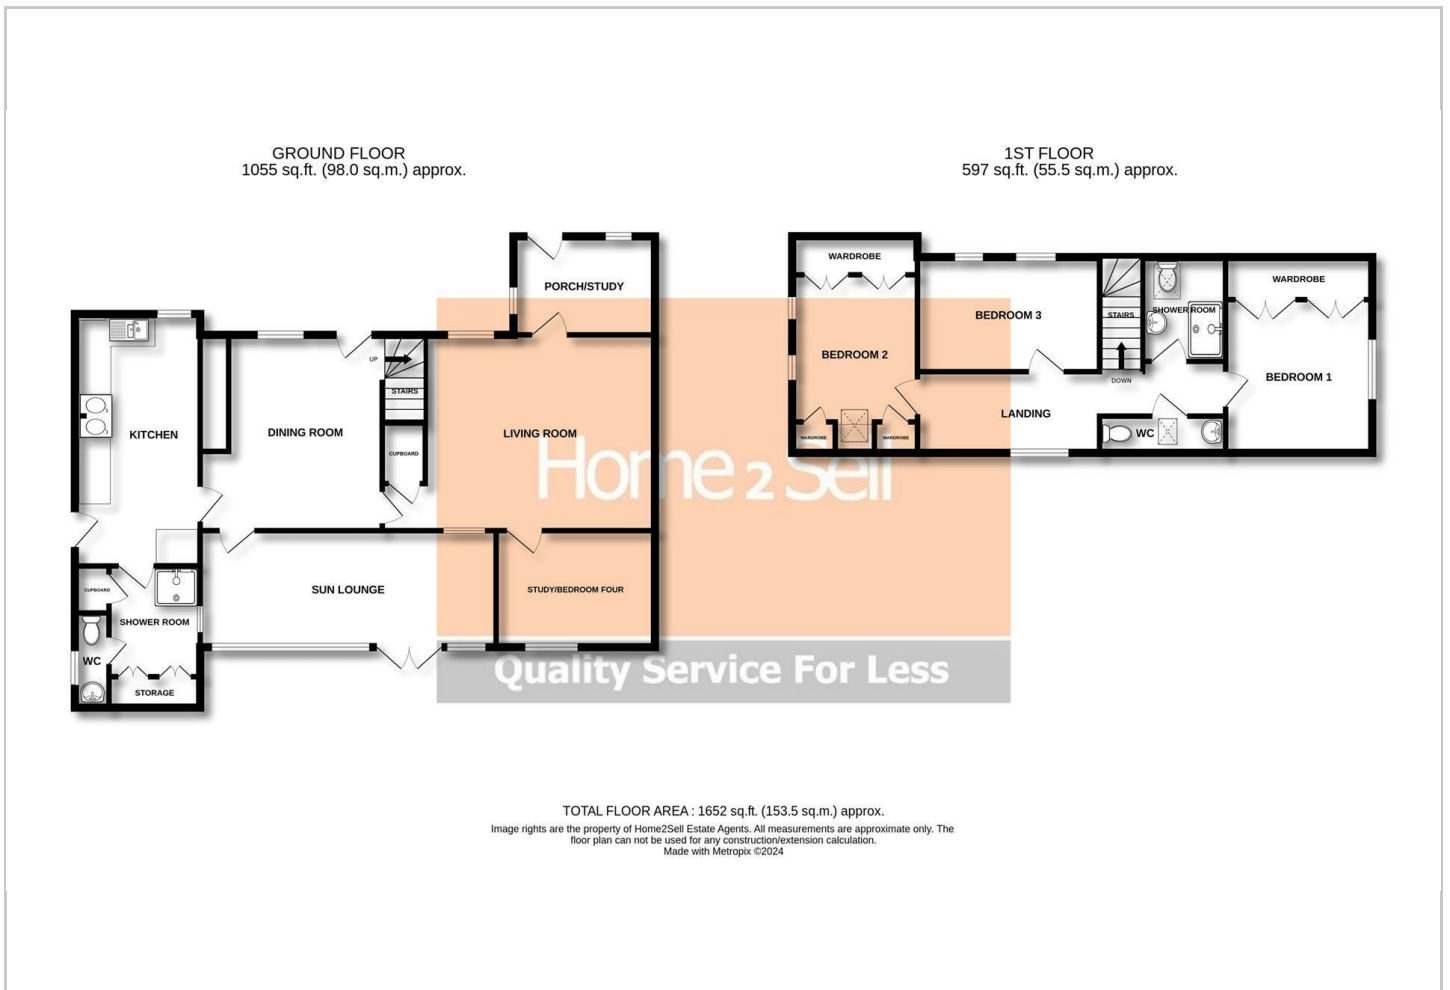 GROUND FLOOR
1055 sq.ft. (98.0 sq.m.) approx.
1ST FLOOR
597 sq.ft. (55.5 sq.m.) approx.
PORCH/STUDY
KITCHEN
DINING ROOM
UP
STAIRS
CUPBOARD
LIVING ROOM
SUN LOUNGE
STUDY/BEDROOM FOUR
CUPBOARD
SHOWER ROOM
WC
STORAGE
WARDROBE
BEDROOM 2
WARDROBE
WARDROBE
BEDROOM 3
LANDING
STAIRS
DOWN
SHOWER ROOM
WC
WARDROBE
BEDROOM 1
Home 2 Sell
Quality Service For Less
TOTAL FLOOR AREA : 1652 sq.ft. (153.5 sq.m.) approx.
Image rights are the property of Home2Sell Estate Agents. All measurements are approximate only. The
floor plan can not be used for any construction/extension calculation.
Made with Metropix ©2024